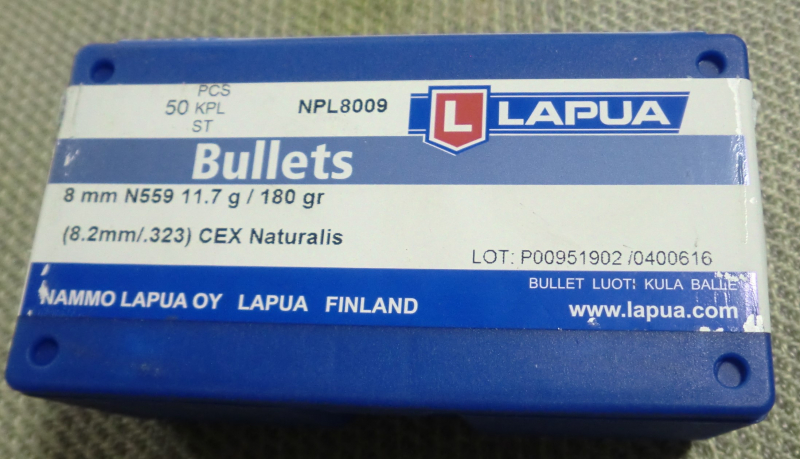 PCS
50 KPL
ST
NPL8009
L LAPUA
Bullets
8 mm N559 11.7 g / 180 gr
(8.2mm/.323) CEX Naturalis
LOT: P00951902 /0400616
BULLET LUOTI KULA BALLE
NAMMO LAPUA OY LAPUA FINLAND
www.lapua.com